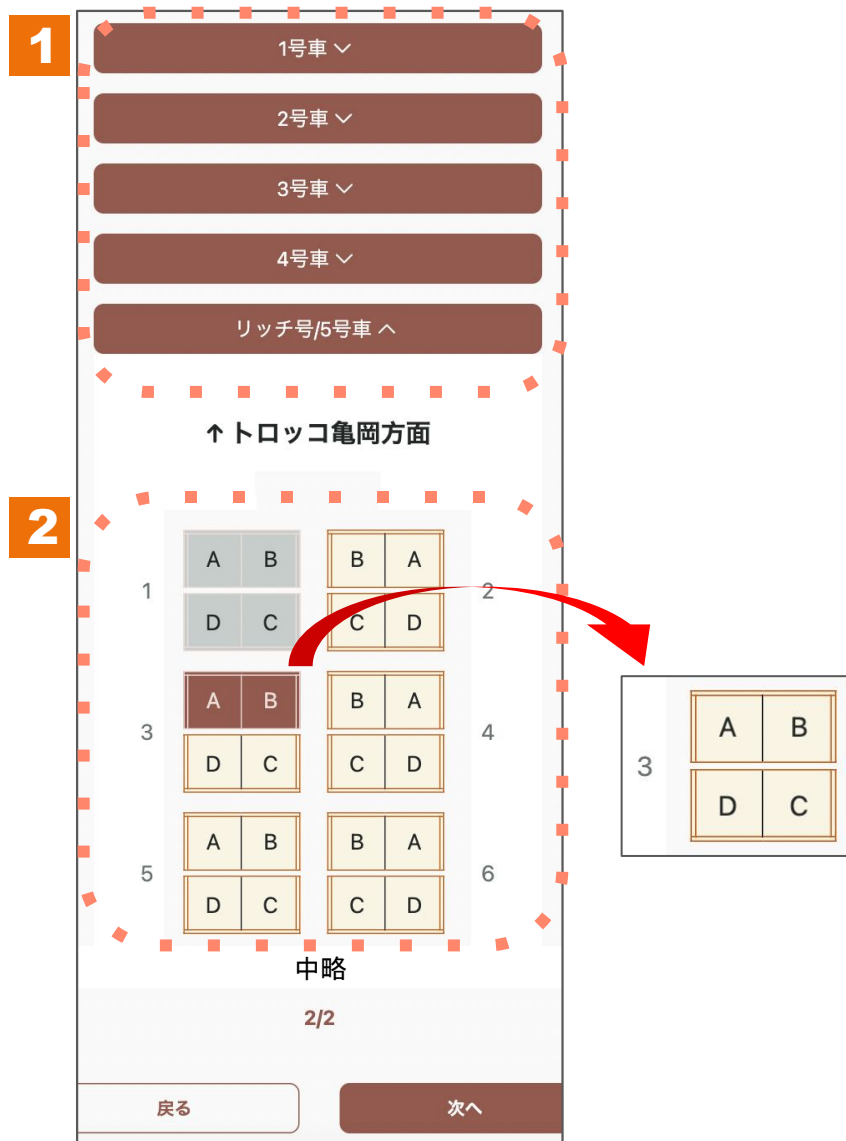 1
1号車
2号車
3号車
4号車
リッチ号/5号車
↑トロッコ亀岡方面
2
A B B A
1 2
D C C D
A B B A
3 4
D C C D
A B B A
5 6
D C C D
A B
3
D C
中略
2/2
戻る 次へ